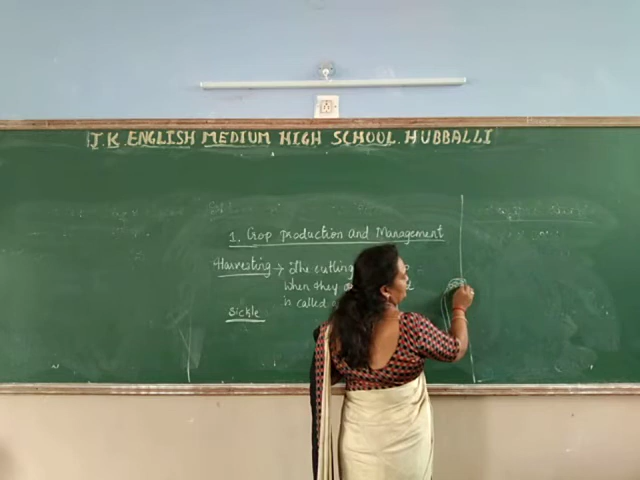 J.K. ENGLISH MEDIUM HIGH SCHOOL. HUBBALLI
1. Crop production and Management
Harvesting → The cutting
when they
is called
Sickle